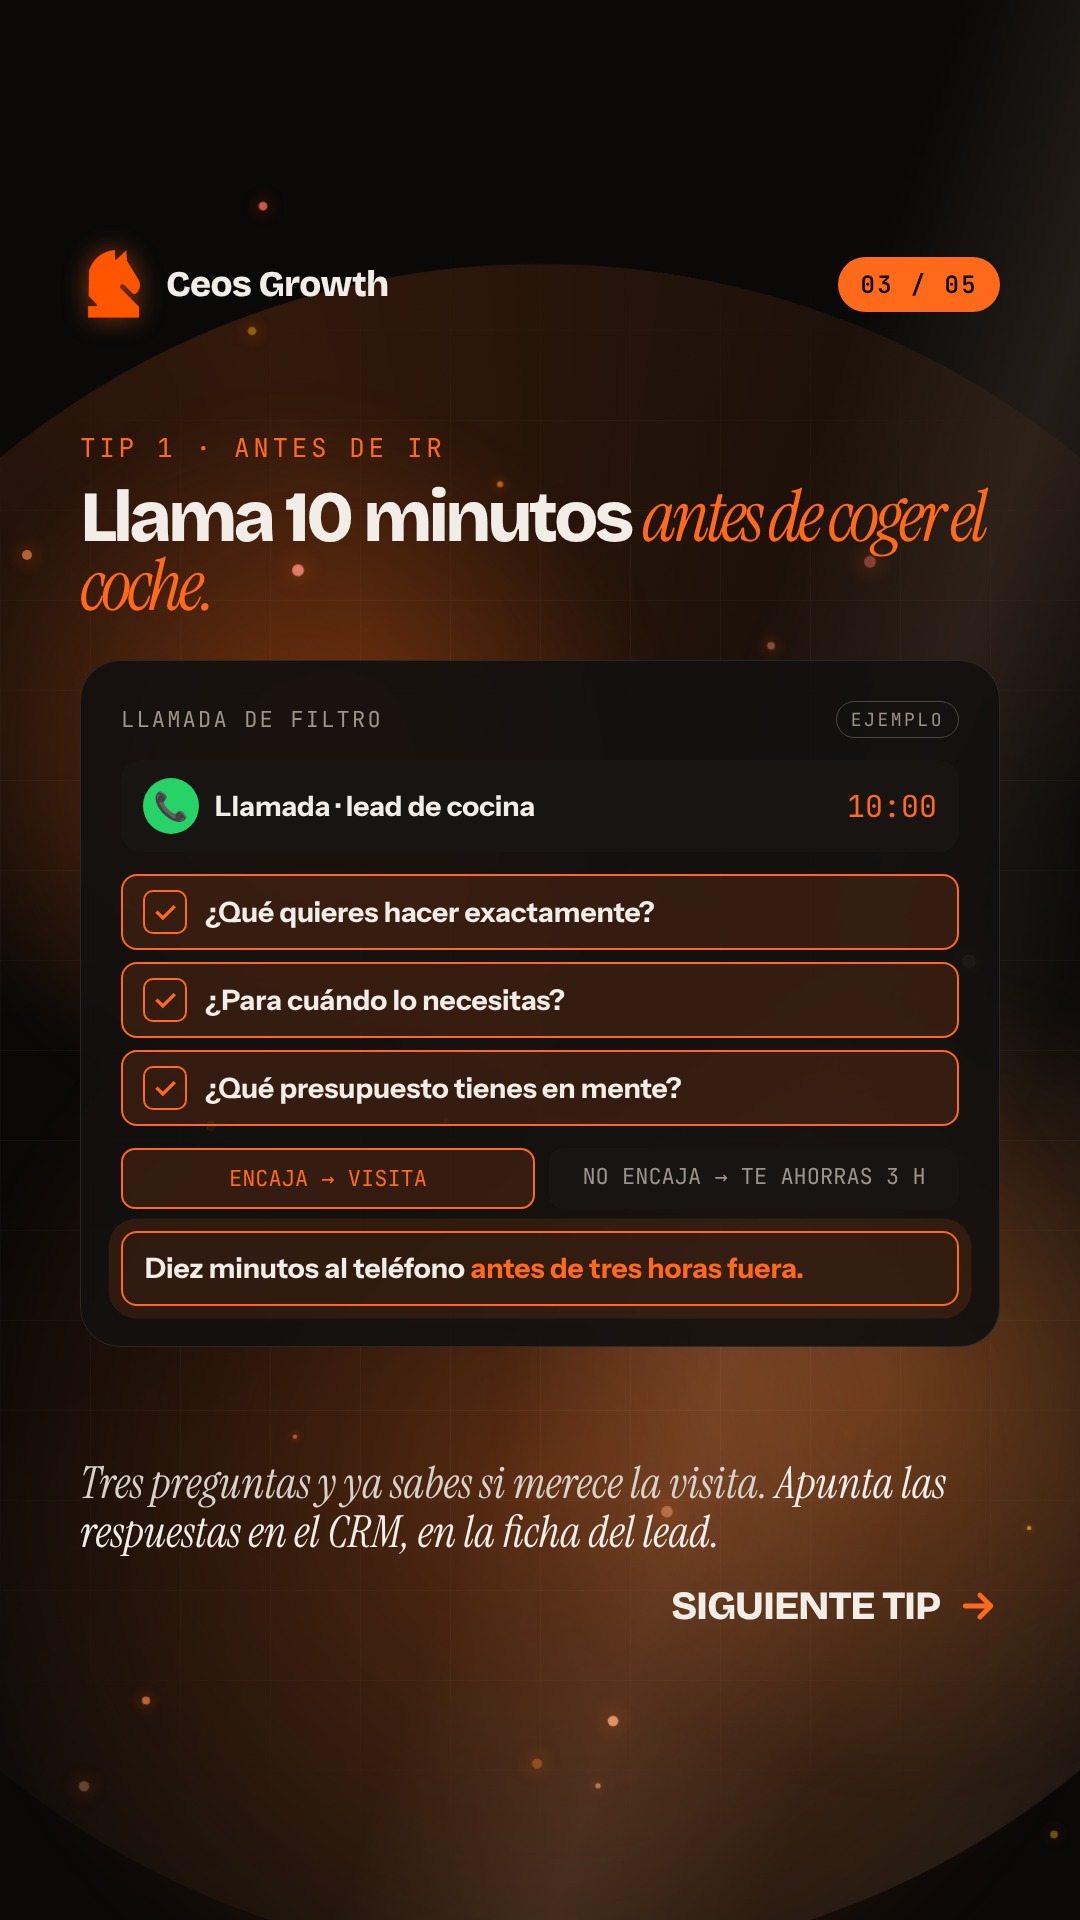 Ceos Growth
03 / 05
TIP 1 · ANTES DE IR
Llama 10 minutos antes de coger el
coche.
LLAMADA DE FILTRO
EJEMPLO
Llamada · lead de cocina
10:00
¿Qué quieres hacer exactamente?
¿Para cuándo lo necesitas?
¿Qué presupuesto tienes en mente?
ENCAJA → VISITA
NO ENCAJA → TE AHORRAS 3 H
Diez minutos al teléfono antes de tres horas fuera.
Tres preguntas y ya sabes si merece la visita. Apunta las
respuestas en el CRM, en la ficha del lead.
SIGUIENTE TIP →